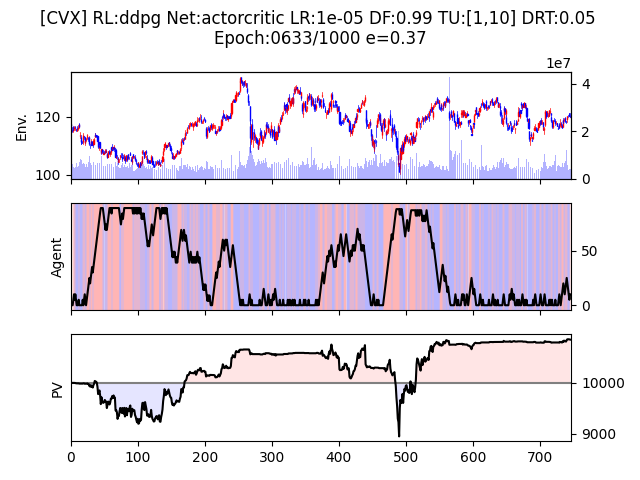 [CVX] RL:ddpg Net:actorcritic LR:1e-05 DF:0.99 TU:[1,10] DRT:0.05
Epoch:0633/1000 e=0.37
1e7
Env.
120
100
4
2
0
Agent
50
0
PV
10000
9000
0 100 200 300 400 500 600 700